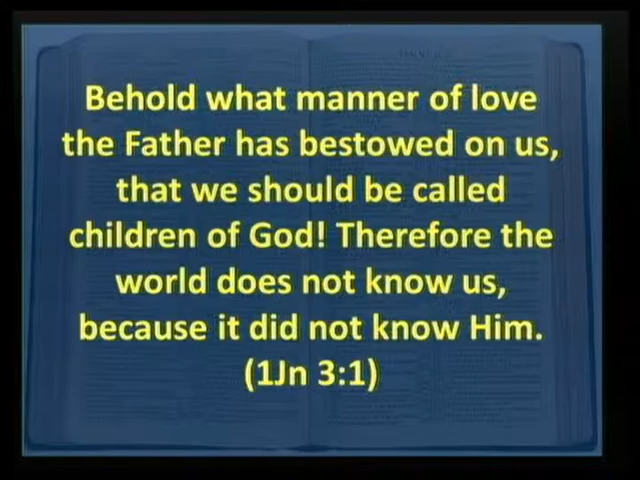 Behold what manner of love
the Father has bestowed on us,
that we should be called
children of God! Therefore the
world does not know us,
because it did not know Him.
(1Jn 3:1)